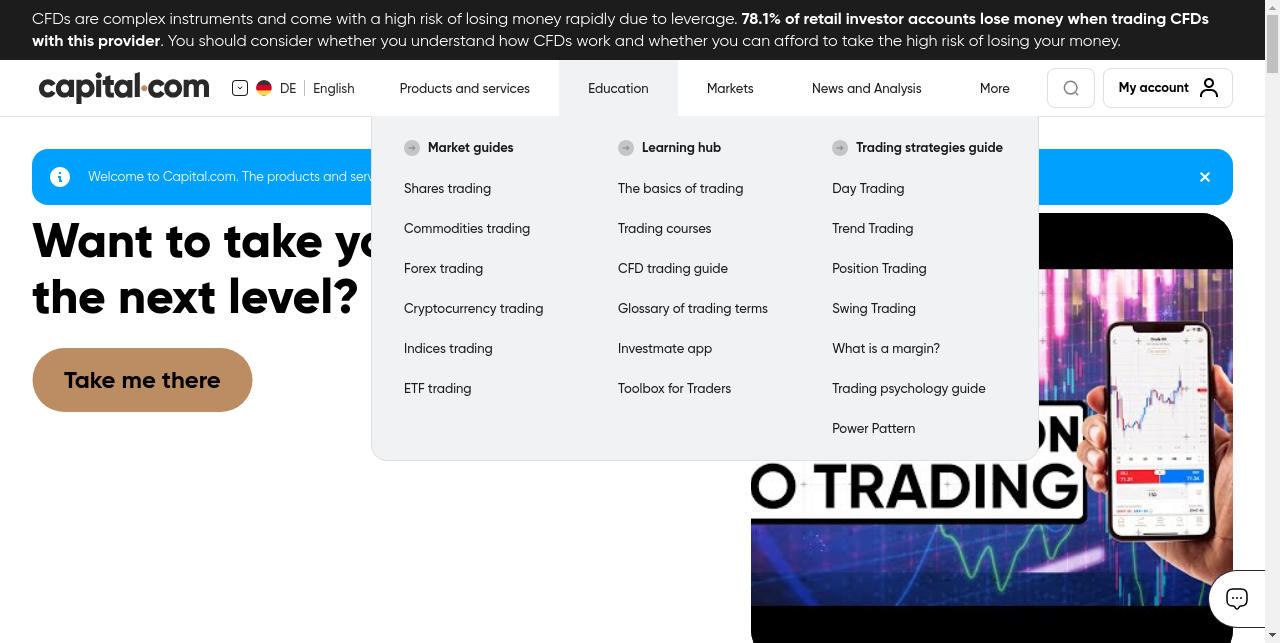 CFDs are complex instruments and come with a high risk of losing money rapidly due to leverage. 78.1% of retail investor accounts lose money when trading CFDs
with this provider. You should consider whether you understand how CFDs work and whether you can afford to take the high risk of losing your money.
capital.com
DE
English
Products and services
Education
Markets
News and Analysis
More
My account
Market guides
Shares trading
Commodities trading
Forex trading
Cryptocurrency trading
Indices trading
ETF trading
Learning hub
The basics of trading
Trading courses
CFD trading guide
Glossary of trading terms
Investmate app
Toolbox for Traders
Trading strategies guide
Day Trading
Trend Trading
Position Trading
Swing Trading
What is a margin?
Trading psychology guide
Power Pattern
Welcome to Capital.com. The products and serv
Want to take yo
the next level?
Take me there
ON
O TRADING